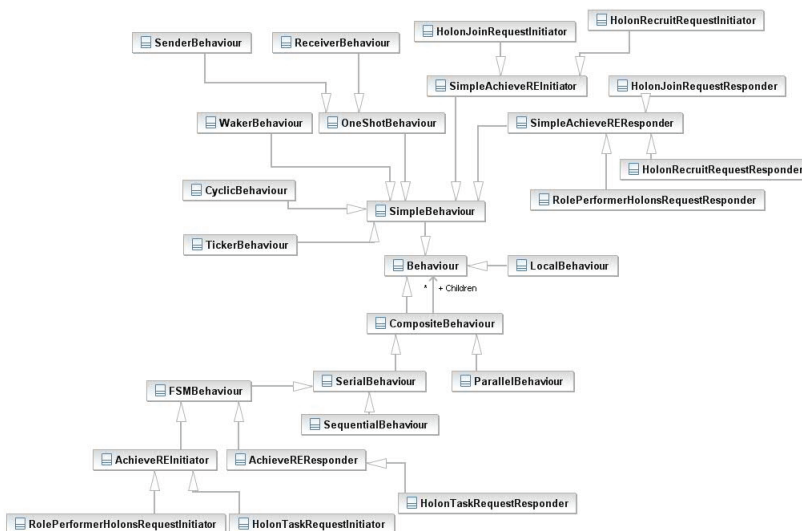 HolonRecruitRequestInitiator
HolonJoinRequestInitiator
SenderBehaviour
ReceiverBehaviour
SimpleAchieveREInitiator
HolonJoinRequestResponder
WakerBehaviour
OneShotBehaviour
SimpleAchieveREResponder
HolonRecruitRequestResponder
CyclicBehaviour
RolePerformerHolonsRequestResponder
SimpleBehaviour
TickerBehaviour
Behaviour
LocalBehaviour
* + Children
CompositeBehaviour
SerialBehaviour
ParallelBehaviour
FSMBehaviour
SequentialBehaviour
AchieveREInitiator
AchieveREResponder
HolonTaskRequestResponder
RolePerformerHolonsRequestInitiator
HolonTaskRequestInitiator